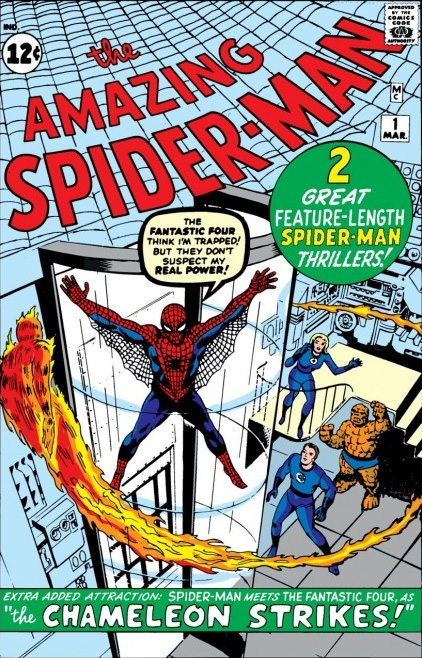 IND.
12¢
APPROVED
BY THE
COMICS
CODE
AUTHORITY
the
AMAZING
SPIDER-MAN
M
C
1
MAR.
2
GREAT
FEATURE-LENGTH
SPIDER-MAN
THRILLERS!
THE
FANTASTIC FOUR
THINK I'M TRAPPED!
BUT THEY DON'T
SUSPECT MY
REAL POWER!
4
EXTRA ADDED ATTRACTION: SPIDER-MAN MEETS THE FANTASTIC FOUR, AS
"the CHAMELEON STRIKES!"